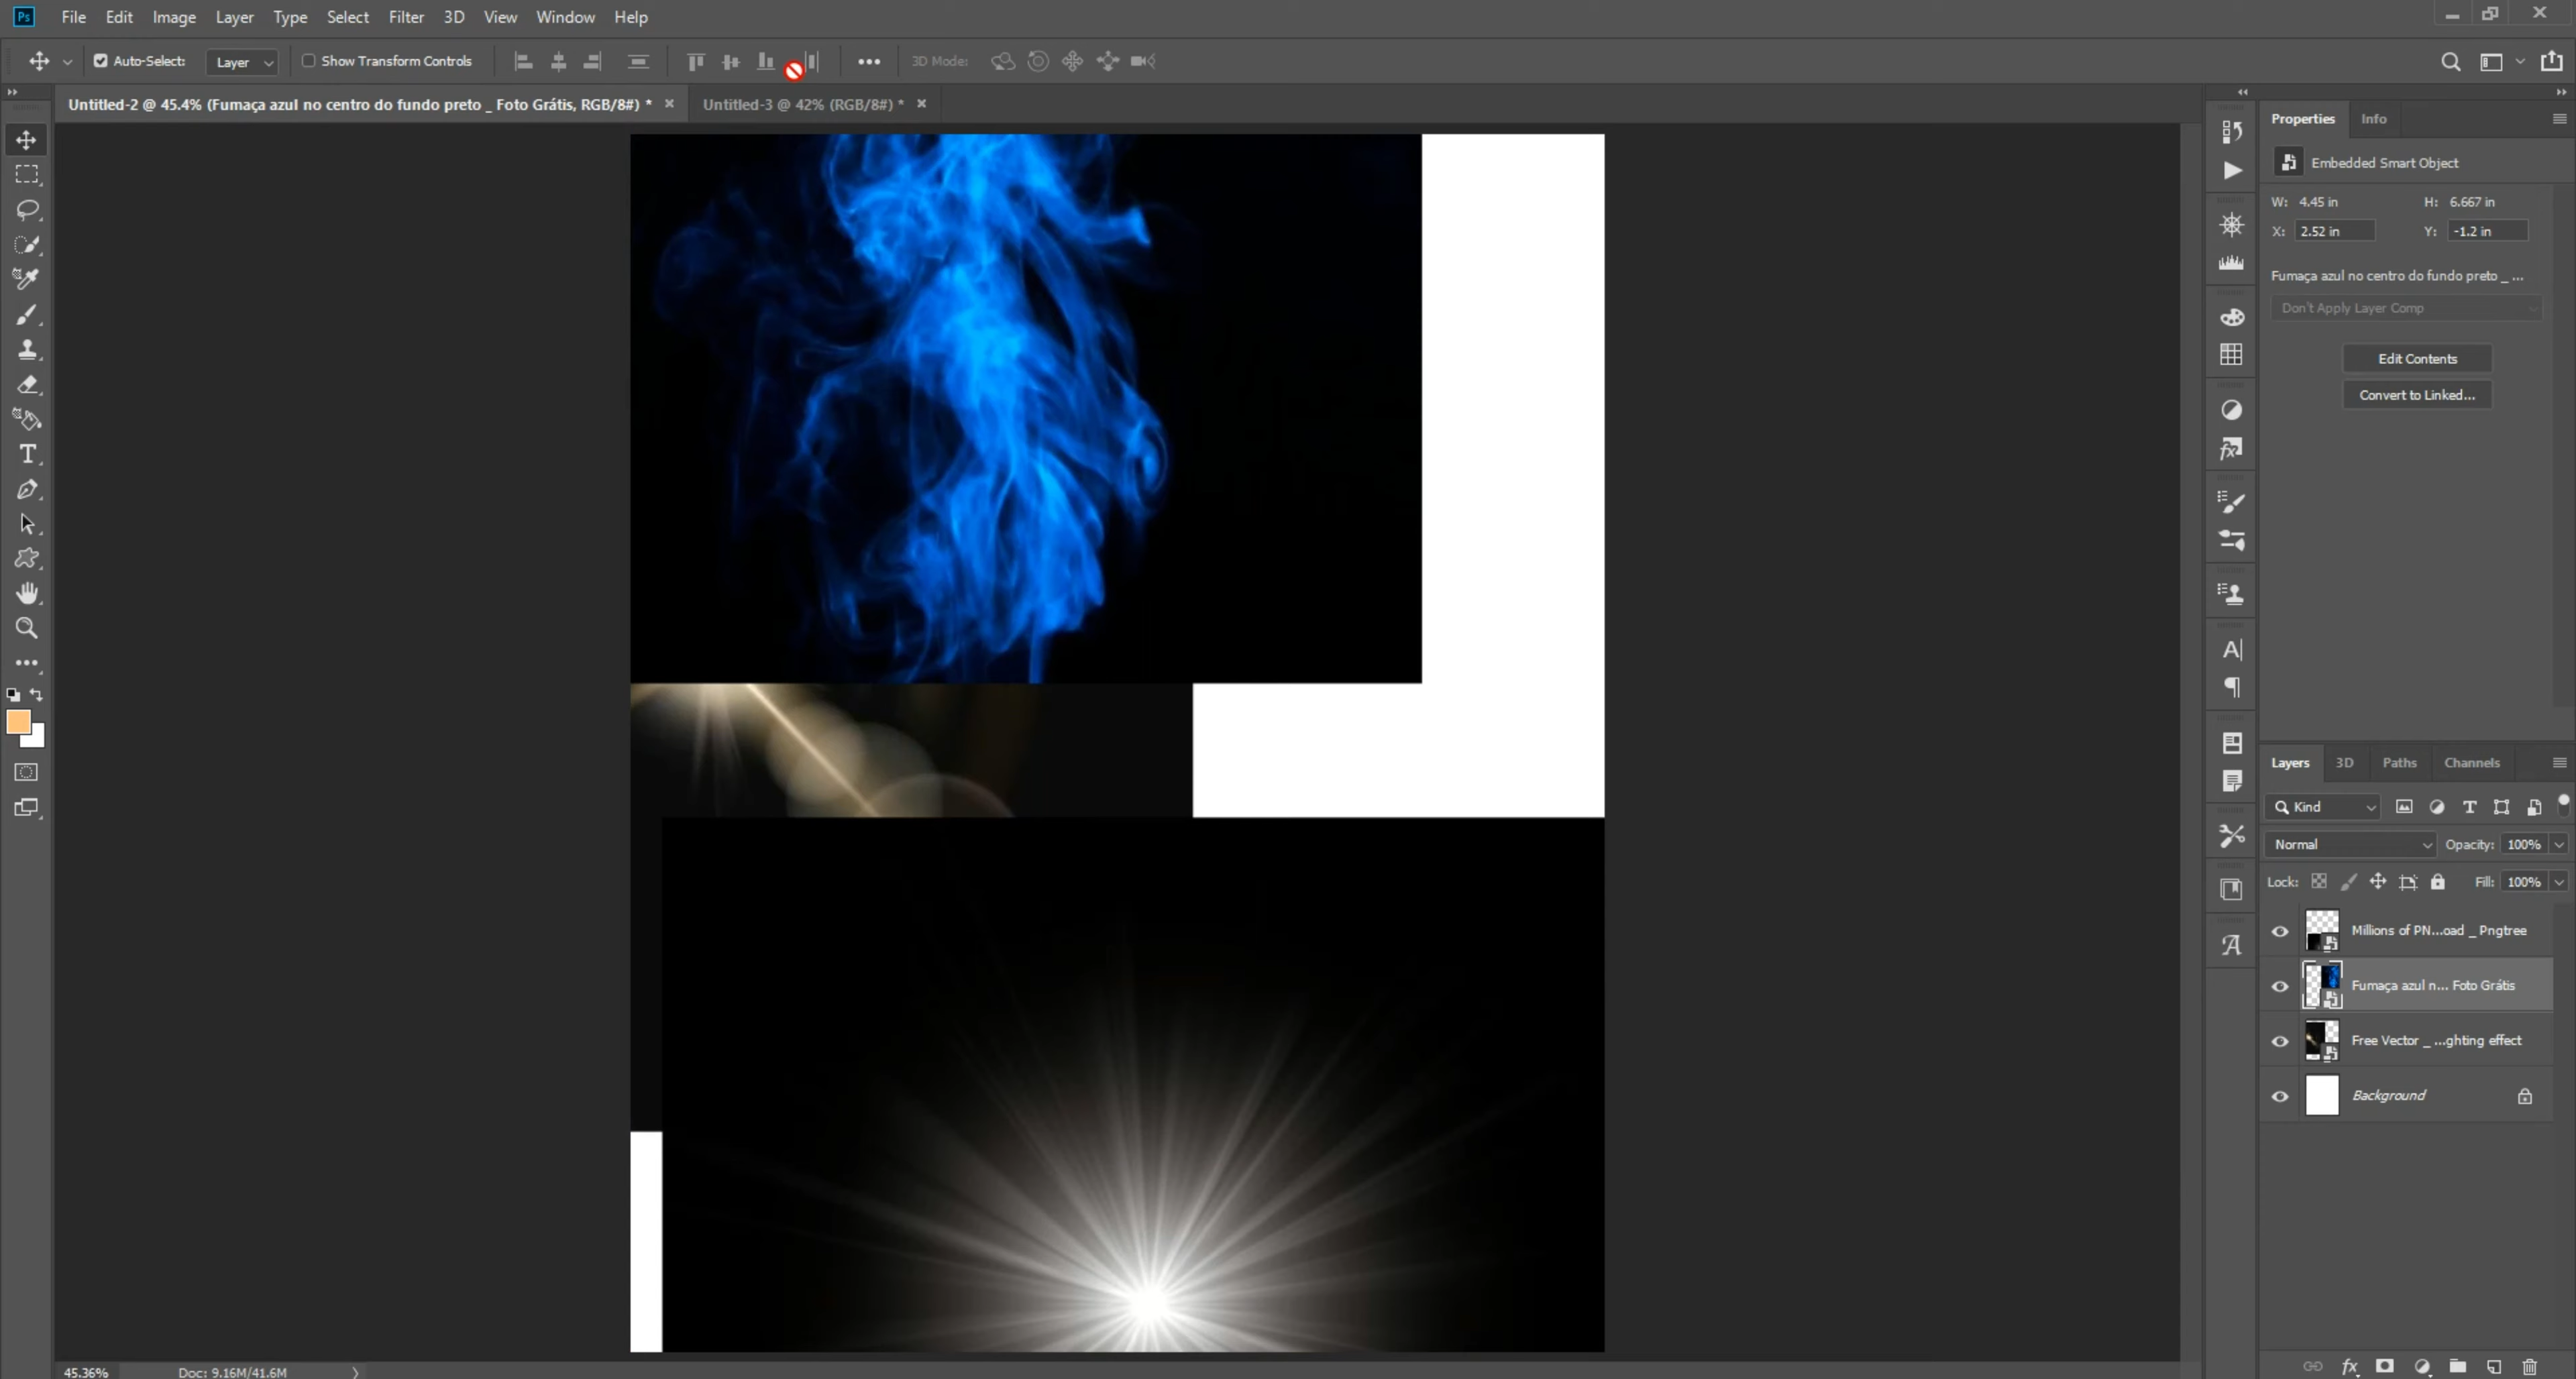 Ps File Edit Image Layer Type Select Filter 3D View Window Help
Auto-Select: Layer Show Transform Controls 3D Mode:
Untitled-2 @ 45.4% (Fumaça azul no centro do fundo preto _ Foto Grátis, RGB/8#) * Untitled-3 @ 42% (RGB/8#) *
Properties Info
Embedded Smart Object
W: 4.45 in H: 6.667 in
X: 2.52 in Y: -1.2 in
Fumaça azul no centro do fundo preto _ ...
Don't Apply Layer Comp
Edit Contents
Convert to Linked...
Layers 3D Paths Channels
Kind
Normal Opacity: 100%
Lock: Fill: 100%
Millions of PN...oad _ Pngtree
Fumaça azul n... Foto Grátis
Free Vector _ ...ghting effect
Background
45.36% Doc: 9.16M/41.6M